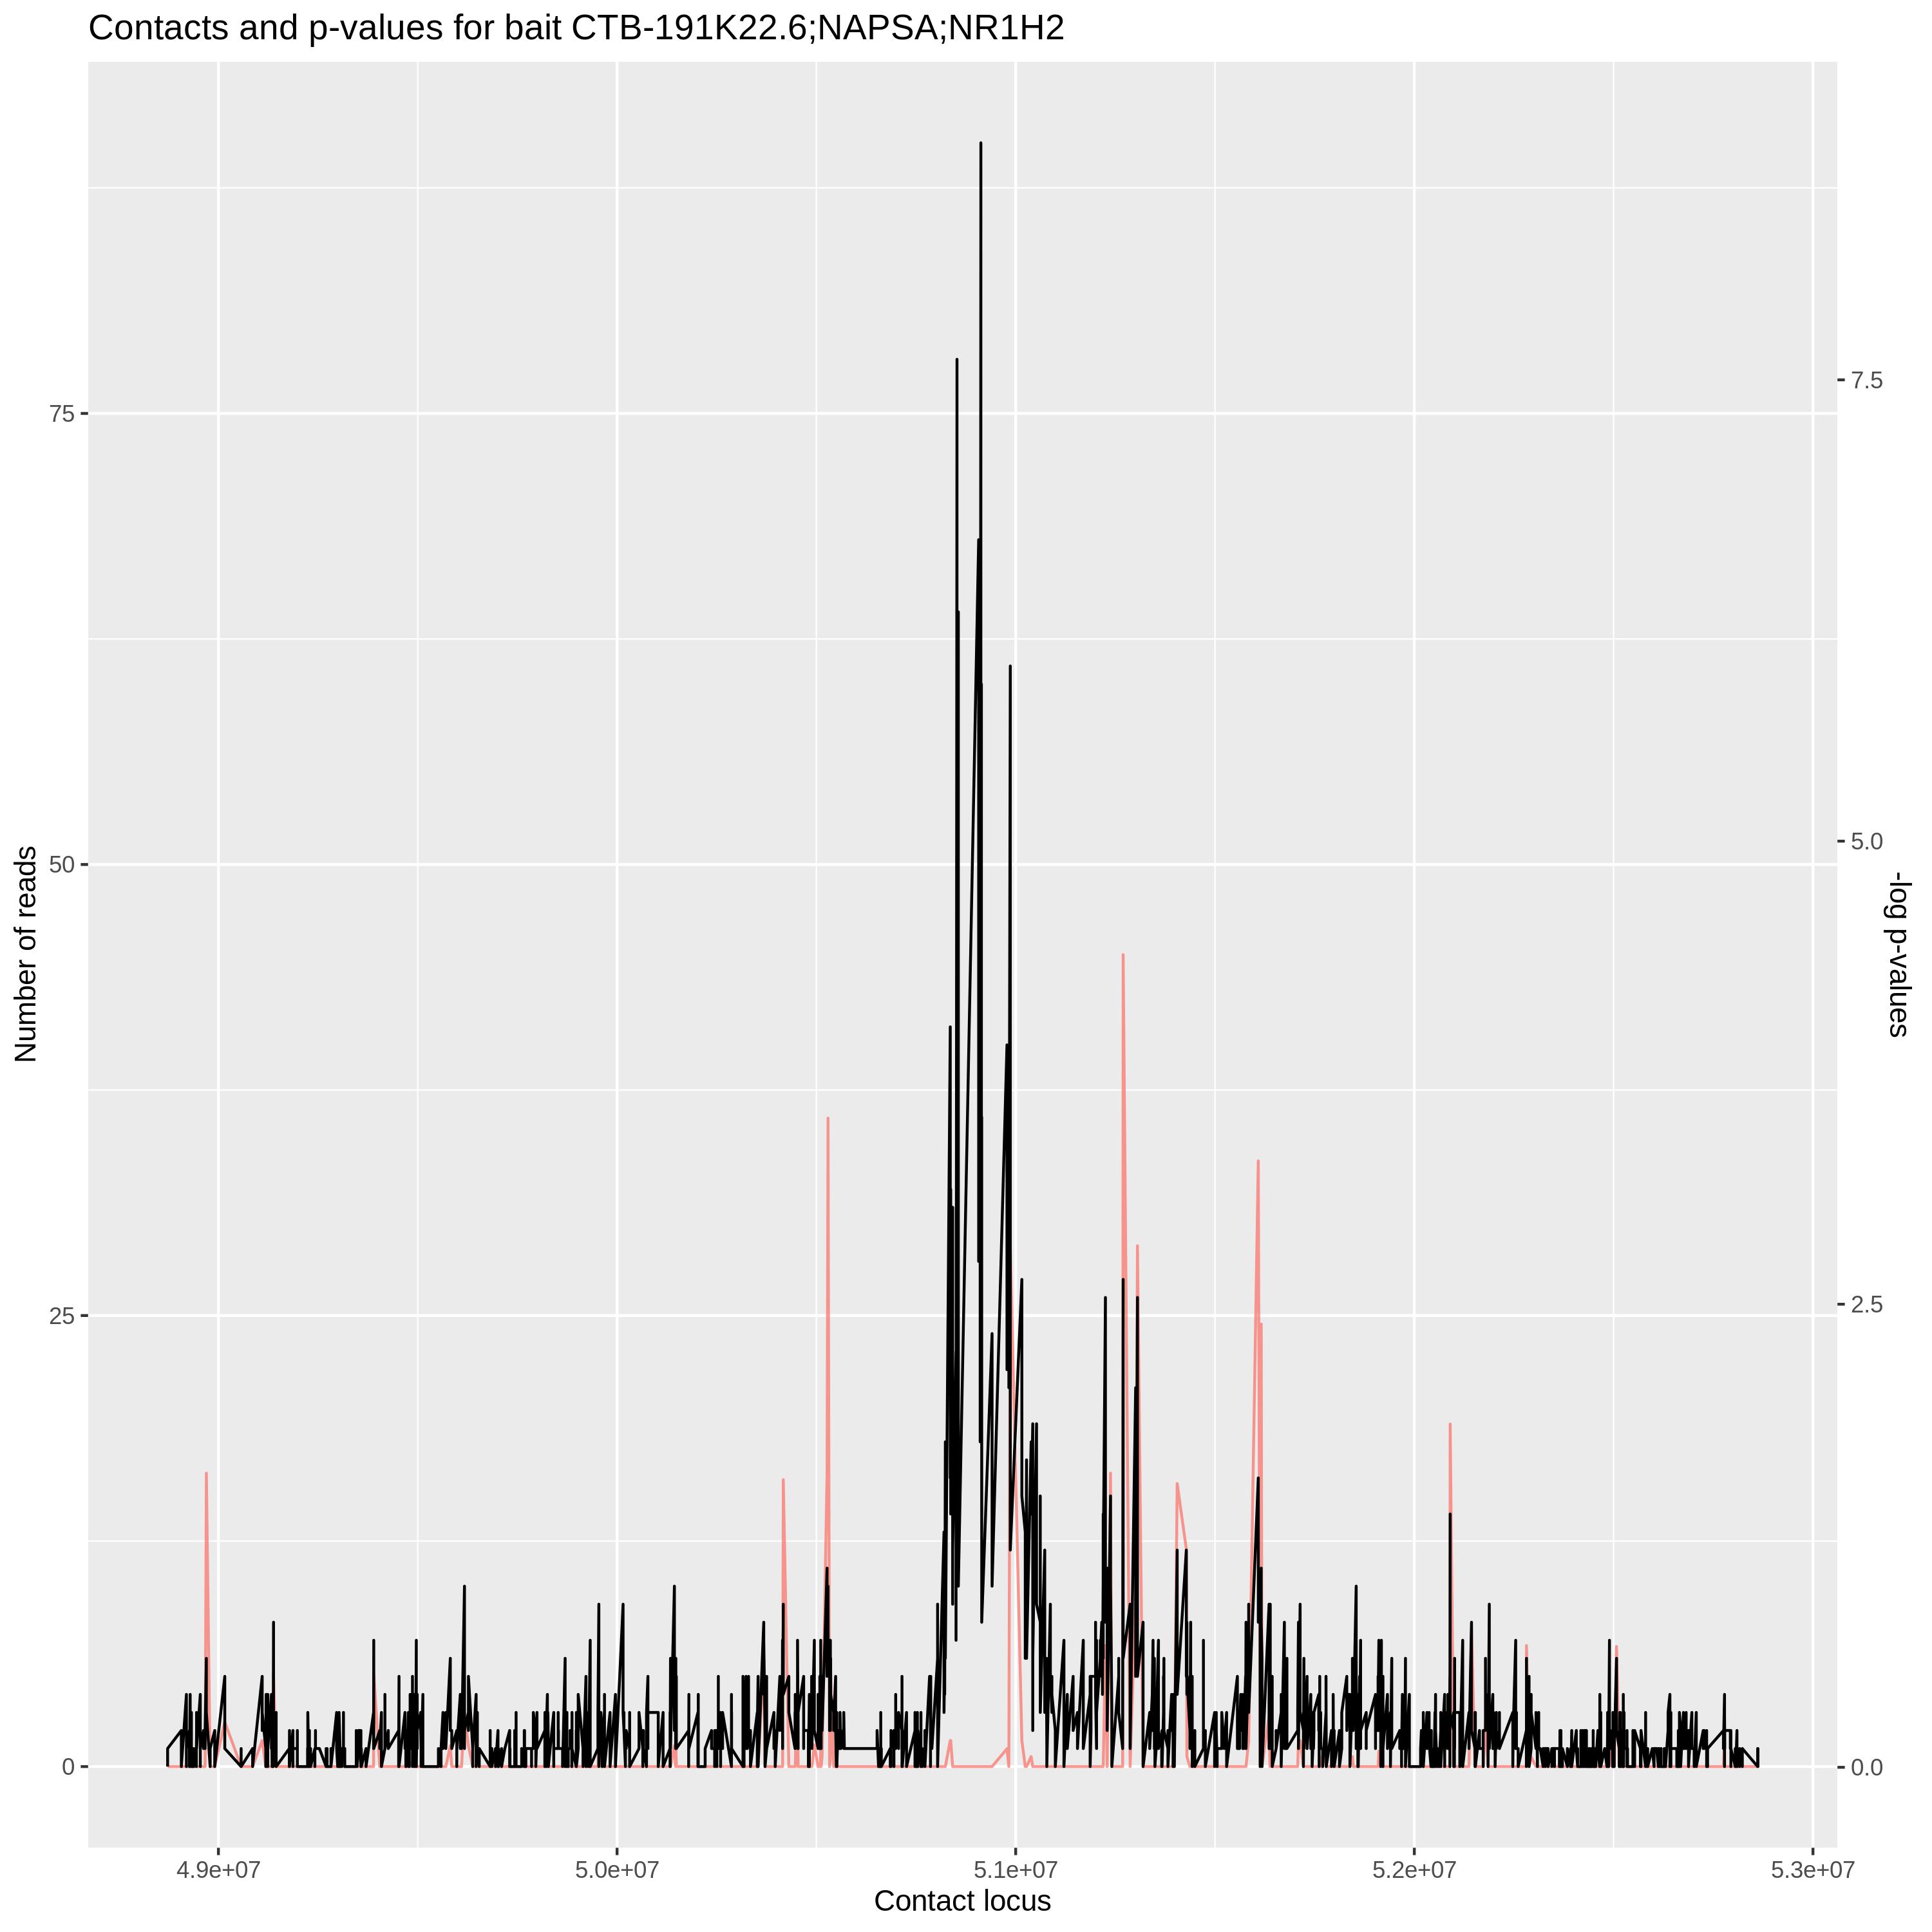 Contacts and p-values for bait CTB-191K22.6;NAPSA;NR1H2
75
50
25
0
Number of reads
7.5
5.0
2.5
0.0
-log p-values
4.9e+07
5.0e+07
5.1e+07
5.2e+07
5.3e+07
Contact locus